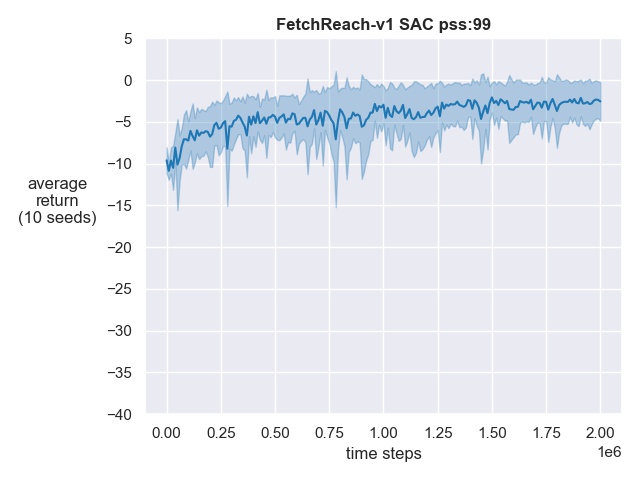 FetchReach-v1 SAC pss:99
5
0
−5
−10
−15
−20
−25
−30
−35
−40
average
return
(10 seeds)
0.00 0.25 0.50 0.75 1.00 1.25 1.50 1.75 2.00
1e6
time steps